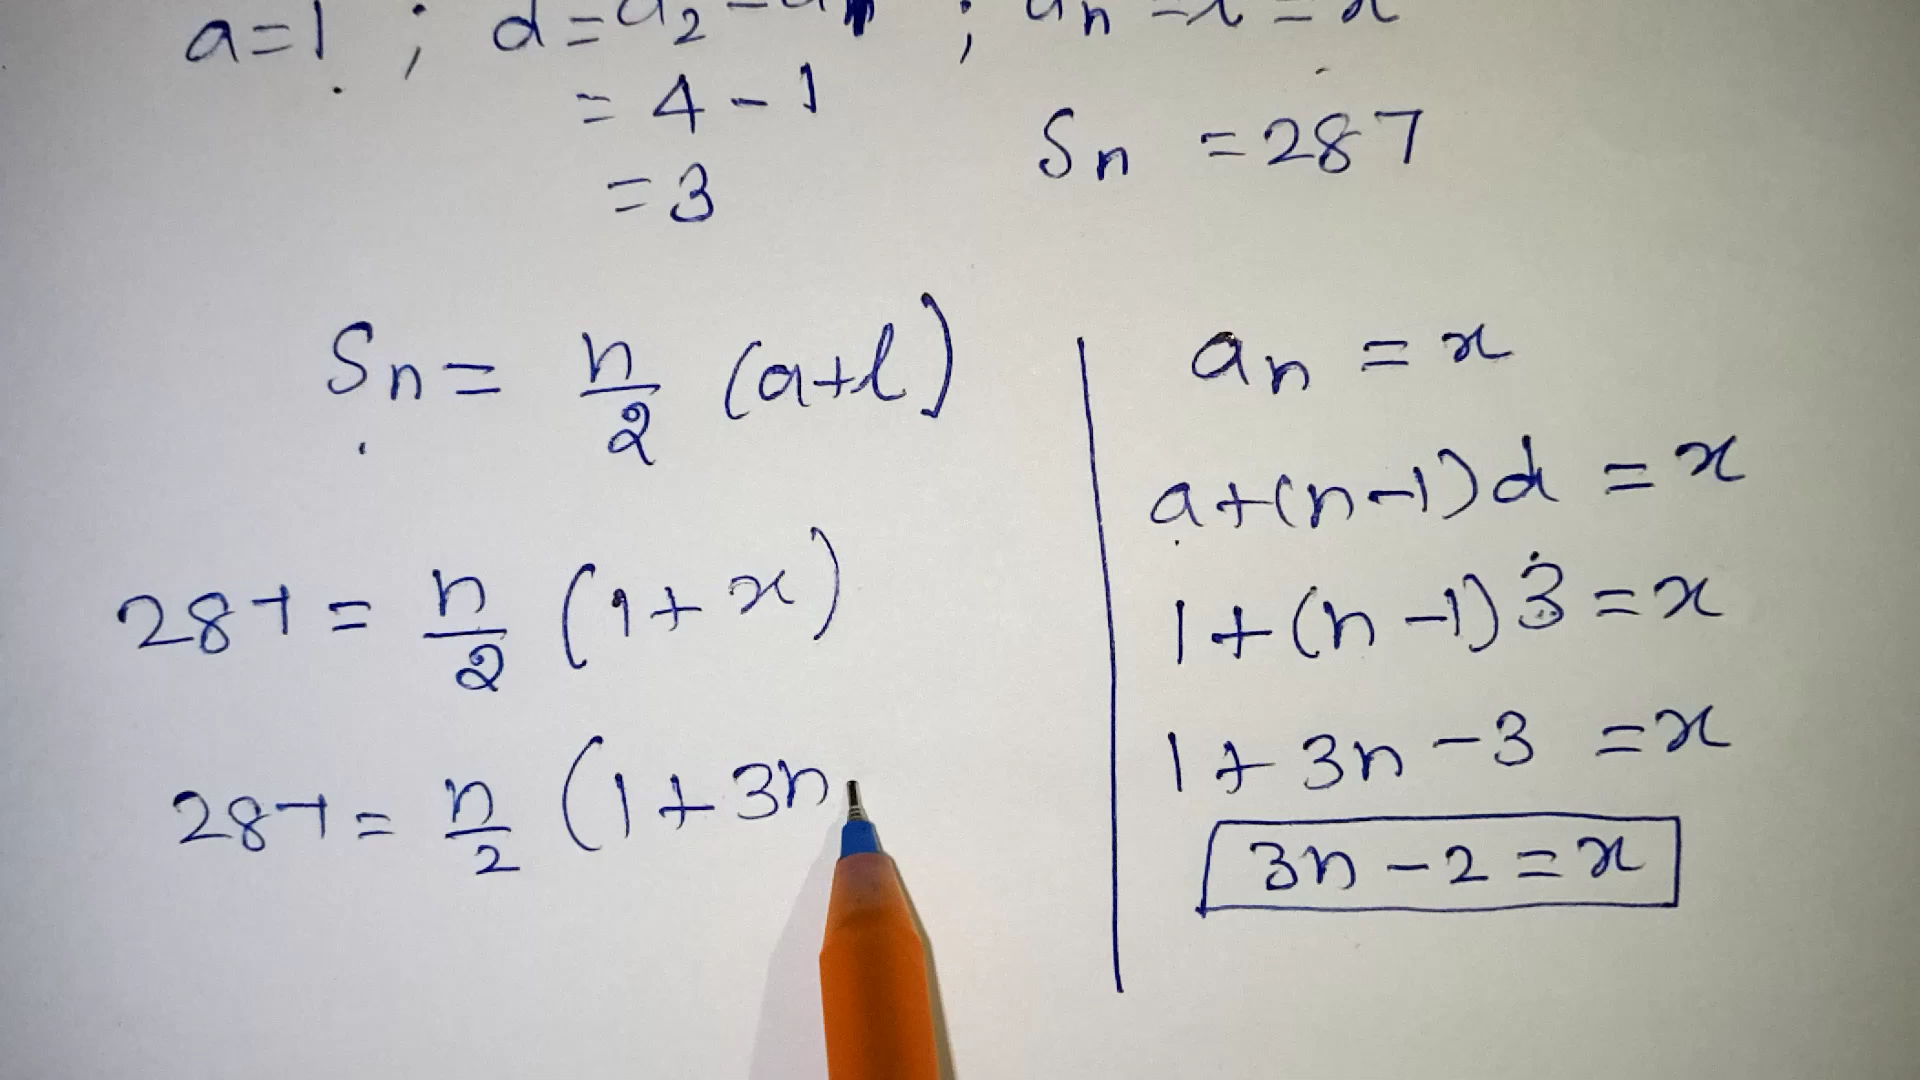 a=1 ; d=a₂-a₁ ; aₙ=l=x
=4-1
=3
Sₙ=287
Sₙ= n/2 (a+l)
287= n/2 (1+x)
287= n/2 (1+3n
aₙ=x
a+(n-1)d=x
1+(n-1)3=x
1+3n-3=x
3n-2=x